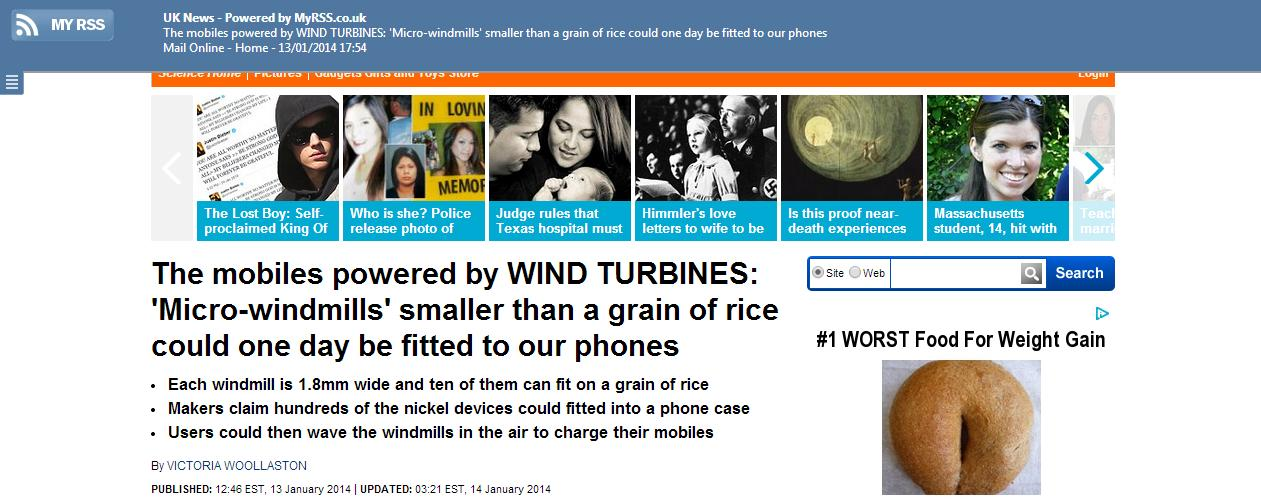 MY RSS
UK News - Powered by MyRSS.co.uk
The mobiles powered by WIND TURBINES: 'Micro-windmills' smaller than a grain of rice could one day be fitted to our phones
Mail Online - Home - 13/01/2014 17:54
Science Home | Pictures | Gadgets Gifts and Toys Store
Login
IN LOVIN
MEMOR
The Lost Boy: Self-
proclaimed King Of
Who is she? Police
release photo of
Judge rules that
Texas hospital must
Himmler's love
letters to wife to be
Is this proof near-
death experiences
Massachusetts
student, 14, hit with
Teac
marri
The mobiles powered by WIND TURBINES:
'Micro-windmills' smaller than a grain of rice
could one day be fitted to our phones
Site Web Search
#1 WORST Food For Weight Gain
Each windmill is 1.8mm wide and ten of them can fit on a grain of rice
Makers claim hundreds of the nickel devices could fitted into a phone case
Users could then wave the windmills in the air to charge their mobiles
By VICTORIA WOOLLASTON
PUBLISHED: 12:46 EST, 13 January 2014 | UPDATED: 03:21 EST, 14 January 2014